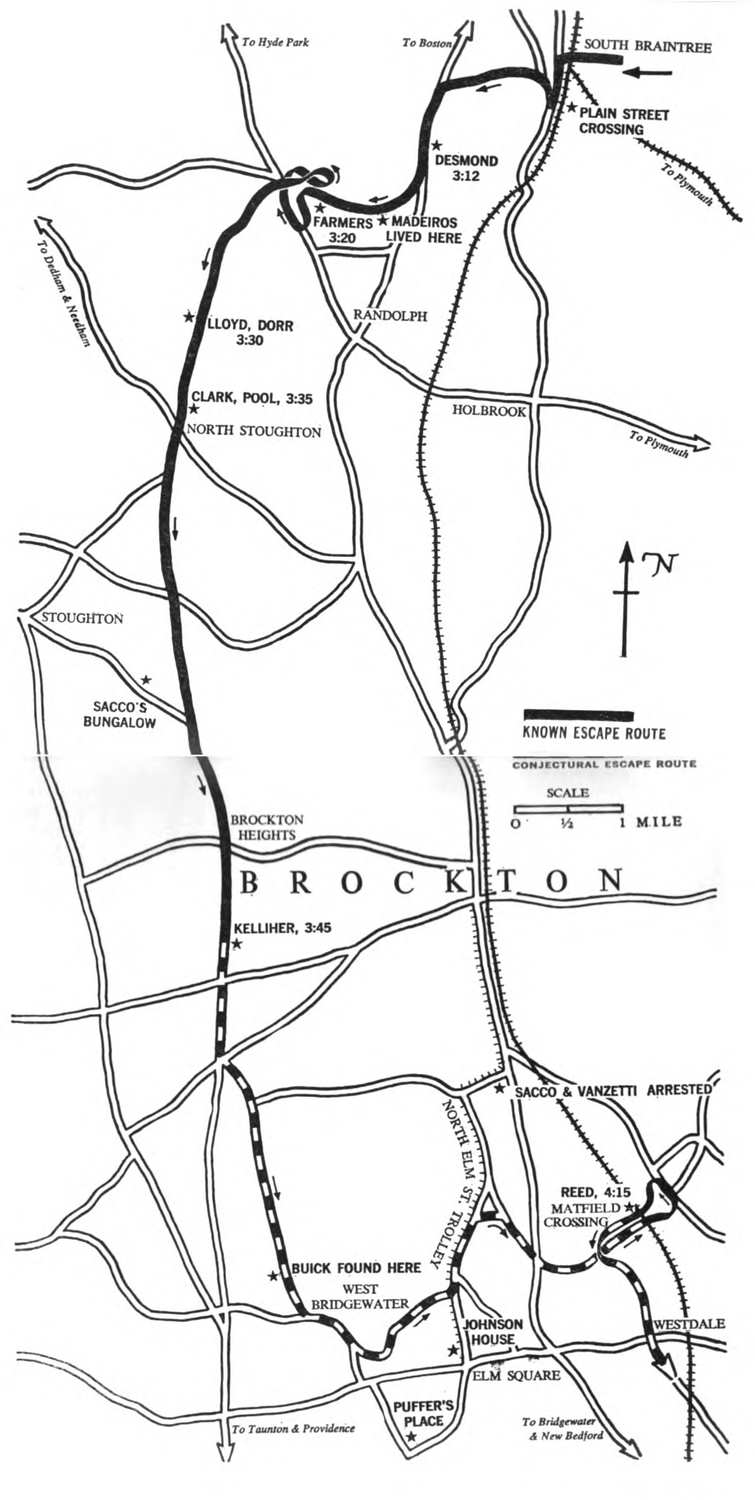 To Hyde Park
To Boston
SOUTH BRAINTREE
PLAIN STREET
CROSSING
To Plymouth
DESMOND
3:12
FARMERS
3:20
MADEIROS
LIVED HERE
To Dedham & Needham
LLOYD, DORR
3:30
RANDOLPH
CLARK, POOL, 3:35
NORTH STOUGHTON
HOLBROOK
To Plymouth
N
STOUGHTON
SACCO'S
BUNGALOW
KNOWN ESCAPE ROUTE
CONJECTURAL ESCAPE ROUTE
SCALE
0 ½ 1 MILE
BROCKTON
HEIGHTS
BROCKTON
KELLIHER, 3:45
SACCO & VANZETTI ARRESTED
NORTH ELM ST. TROLLEY
REED, 4:15
MATFIELD
CROSSING
BUICK FOUND HERE
WEST
BRIDGEWATER
JOHNSON
HOUSE
WESTDALE
ELM SQUARE
PUFFER'S
PLACE
To Taunton & Providence
To Bridgewater
& New Bedford